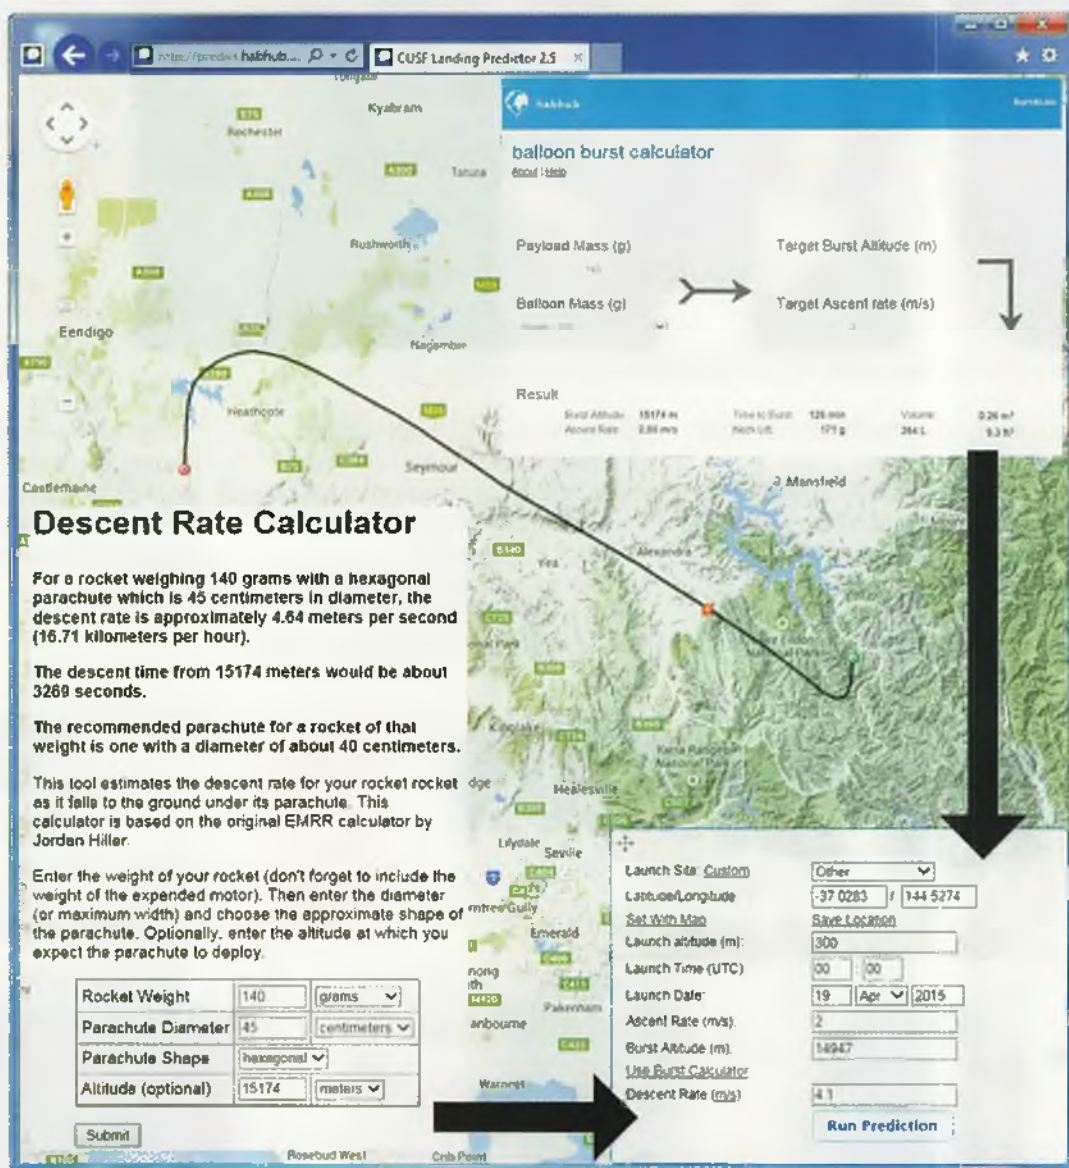 habhub....
CUSF Landing Predictor 2.5
Kyabram
Rochester
Tatura
Rushworth
Eendigo
Nagambie
Heathcote
Seymour
Castlemaine
Mansfield
Alexandra
Yea
Kinglake
Healesville
Lilydale
Seville
Emerald
Pakenham
anbourne
Warneet
Rosebud West
Crib Point
habhub
balloon burst calculator
About | Help
Payload Mass (g)
Target Burst Altitude (m)
Balloon Mass (g)
Target Ascent rate (m/s)
Result
Burst Altitude: 15174 m
Time to Burst: 126 min
Volume: 0.26 m³
Ascent Rate: 2.00 m/s
Neck Lift: 171 g
264 L
9.3 ft³
Descent Rate Calculator
For a rocket weighing 140 grams with a hexagonal
parachute which is 45 centimeters in diameter, the
descent rate is approximately 4.64 meters per second
(16.71 kilometers per hour).
The descent time from 15174 meters would be about
3269 seconds.
The recommended parachute for a rocket of that
weight is one with a diameter of about 40 centimeters.
This tool estimates the descent rate for your rocket rocket
as it falls to the ground under its parachute. This
calculator is based on the original EMRR calculator by
Jordan Hiller.
Enter the weight of your rocket (don't forget to include the
weight of the expended motor). Then enter the diameter
(or maximum width) and choose the approximate shape of
the parachute. Optionally, enter the altitude at which you
expect the parachute to deploy.
Rocket Weight 140 grams
Parachute Diameter 45 centimeters
Parachute Shape hexagonal
Altitude (optional) 15174 meters
Submit
Launch Site: Custom Other
Latitude/Longitude -37.0283 / 144.5274
Set With Map Save Location
Launch altitude (m): 300
Launch Time (UTC) 00 : 00
Launch Date: 19 Apr 2015
Ascent Rate (m/s): 2
Burst Altitude (m): 14947
Use Burst Calculator
Descent Rate (m/s) 4.1
Run Prediction